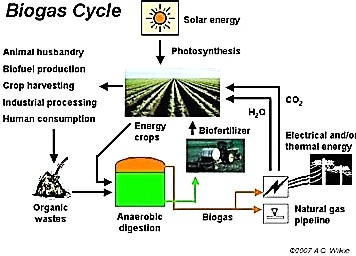 Biogas Cycle
Solar energy
Photosynthesis
Animal husbandry
Biofuel production
Crop harvesting
Industrial processing
Human consumption
CO2
H2O
Energy
crops
Biofertilizer
Electrical and/or
thermal energy
Organic
wastes
Anaerobic
digestion
Biogas
Natural gas
pipeline
©2007 A.C. Wilkie